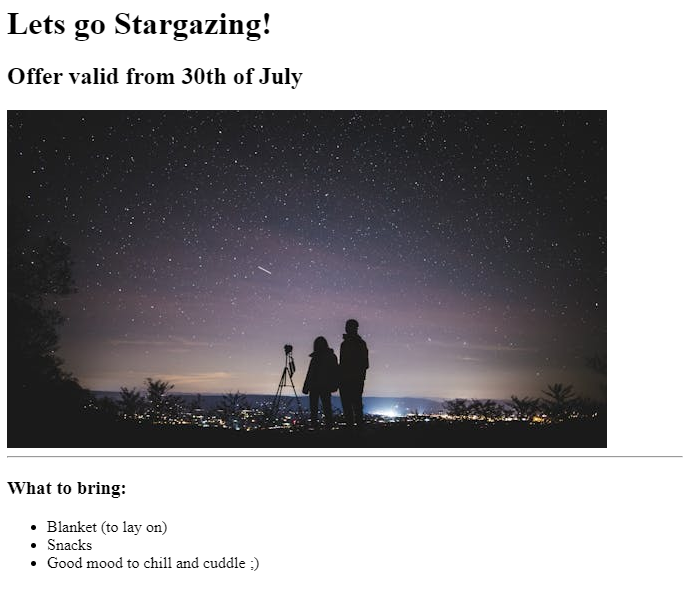 Lets go Stargazing!
Offer valid from 30th of July
What to bring:
Blanket (to lay on)
Snacks
Good mood to chill and cuddle ;)